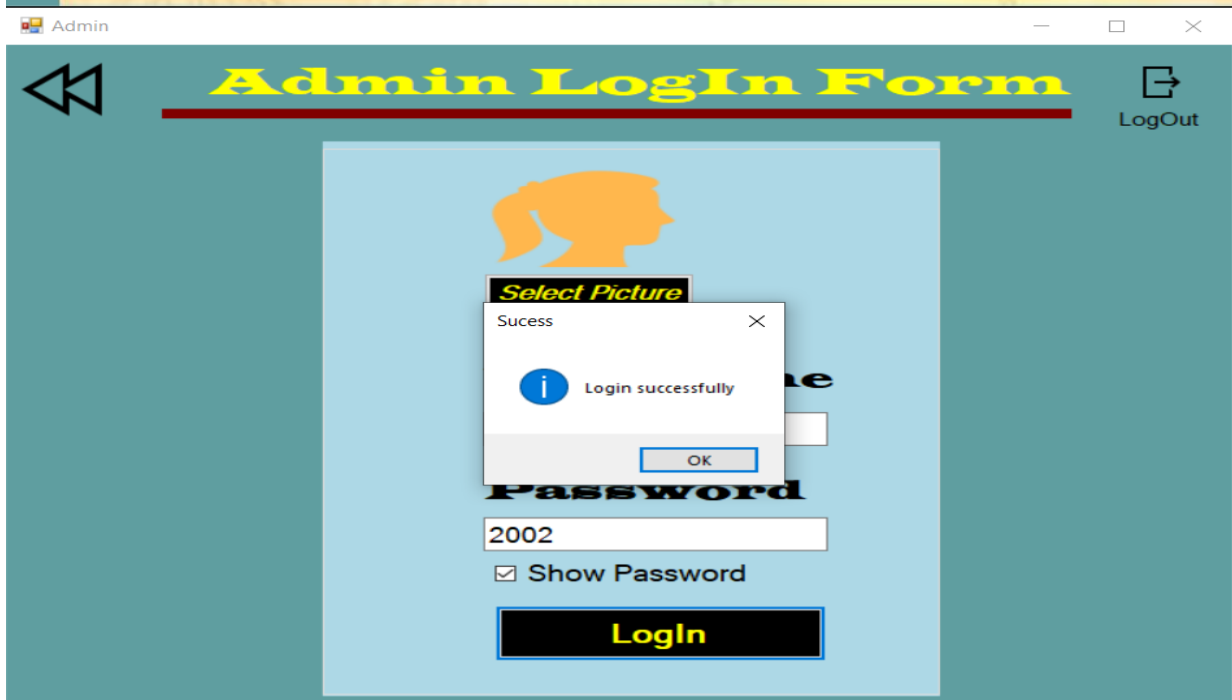 Admin
Admin LogIn Form
LogOut
Select Picture
Sucess
Login successfully
OK
Password
2002
Show Password
LogIn